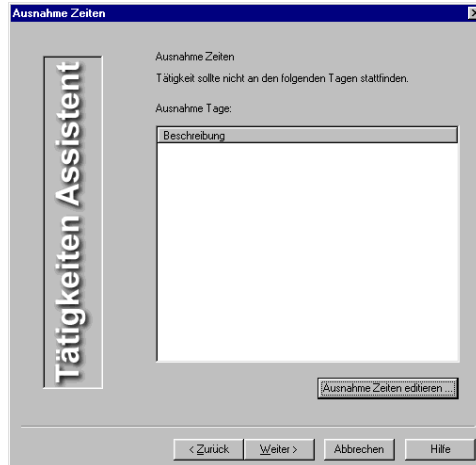 Ausnahme Zeiten
Tätigkeiten Assistent
Ausnahme Zeiten
Tätigkeit sollte nicht an den folgenden Tagen stattfinden.
Ausnahme Tage:
Beschreibung
Ausnahme Zeiten editieren ...
< Zurück Weiter > Abbrechen Hilfe